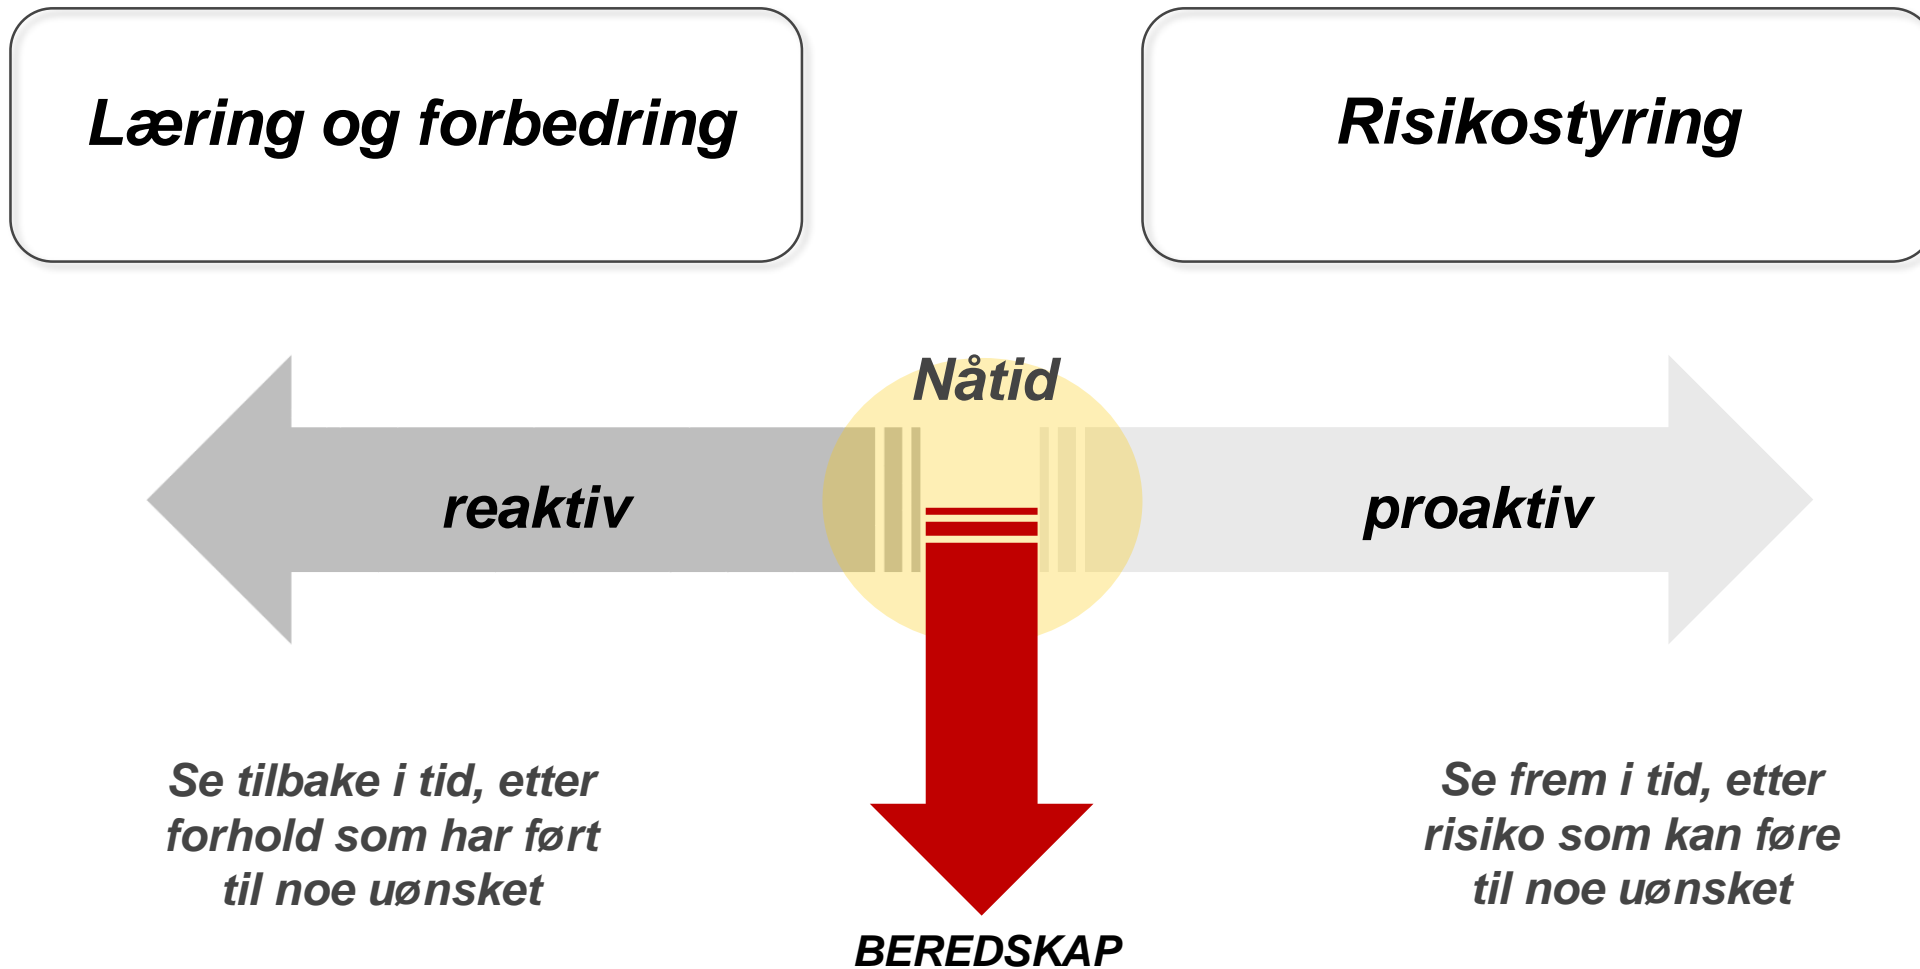 Læring og forbedring
Risikostyring
Nåtid
reaktiv
proaktiv
Se tilbake i tid, etter
forhold som har ført
til noe uønsket
Se frem i tid, etter
risiko som kan føre
til noe uønsket
BEREDSKAP